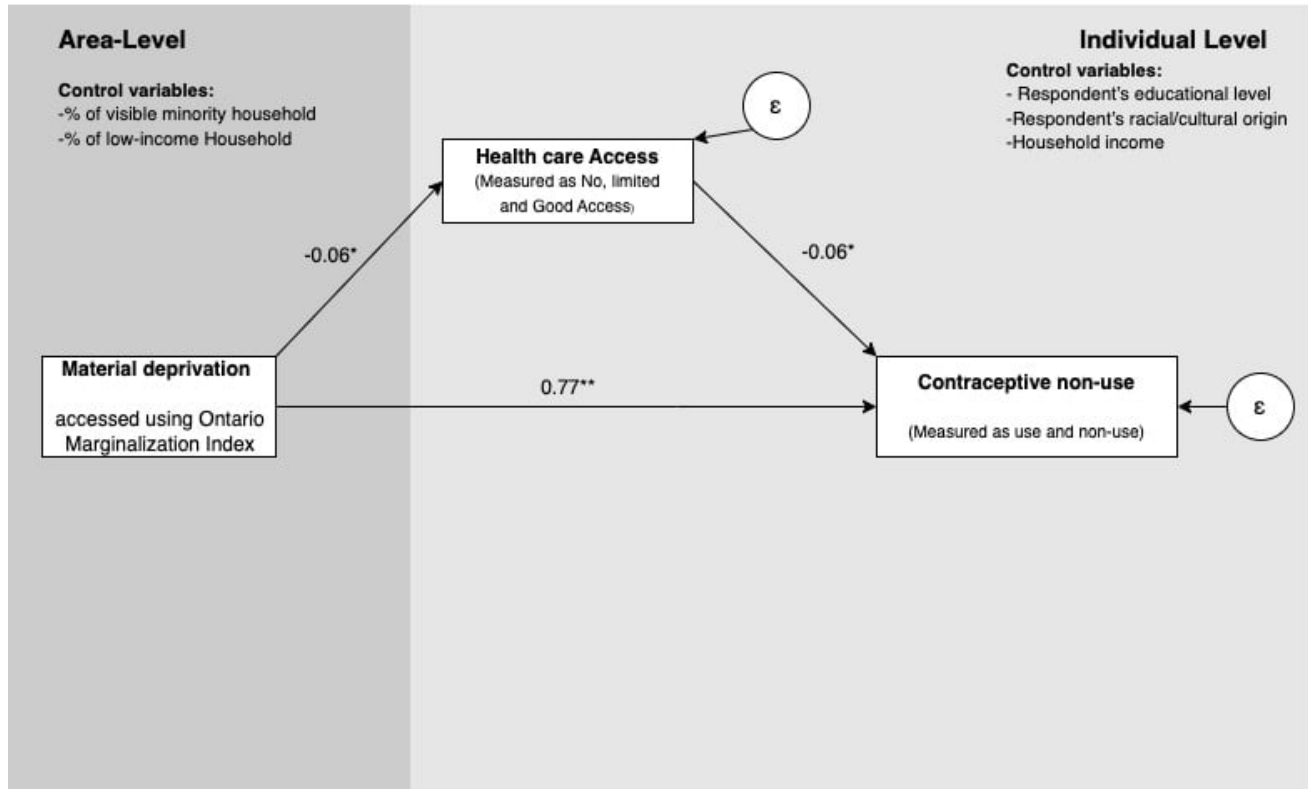 Area-Level
Control variables:
-% of visible minority household
-% of low-income Household
Individual Level
Control variables:
- Respondent's educational level
-Respondent's racial/cultural origin
-Household income
ε
Health care Access
(Measured as No, limited
and Good Access)
-0.06*
-0.06*
Material deprivation
accessed using Ontario
Marginalization Index
0.77**
Contraceptive non-use
(Measured as use and non-use)
ε